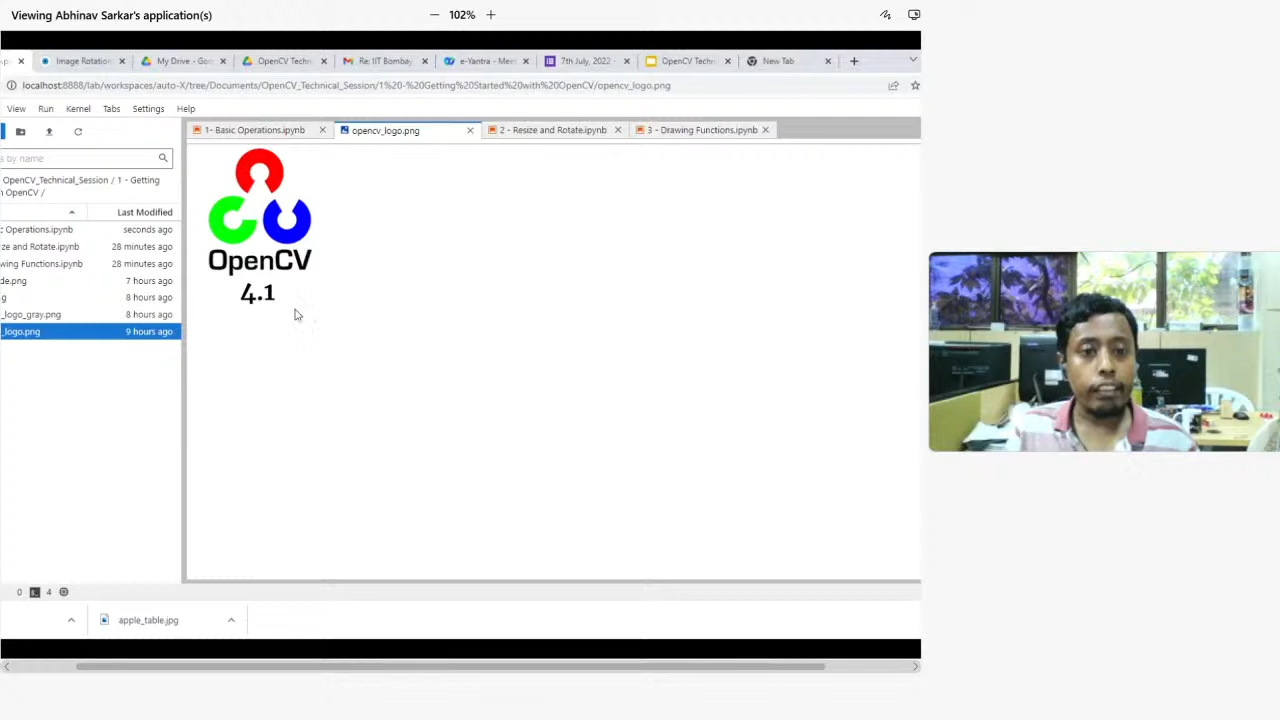 Viewing Abhinav Sarkar's application(s)
— 102% +
Image Rotation
My Drive - Goo
OpenCV Techn
Re: IIT Bombay
e-Yantra - Mee
7th July, 2022 -
OpenCV Techn
New Tab
localhost:8888/lab/workspaces/auto-X/tree/Documents/OpenCV_Technical_Session/1%20-%20Getting%20Started%20with%20OpenCV/opencv_logo.png
View Run Kernel Tabs Settings Help
1- Basic Operations.ipynb
opencv_logo.png
2 - Resize and Rotate.ipynb
3 - Drawing Functions.ipynb
s by name
OpenCV_Technical_Session / 1 - Getting
OpenCV /
Last Modified
Operations.ipynb seconds ago
ze and Rotate.ipynb 28 minutes ago
wing Functions.ipynb 28 minutes ago
de.png 7 hours ago
g 8 hours ago
_logo_gray.png 8 hours ago
_logo.png 9 hours ago
OpenCV
4.1
0 4
apple_table.jpg